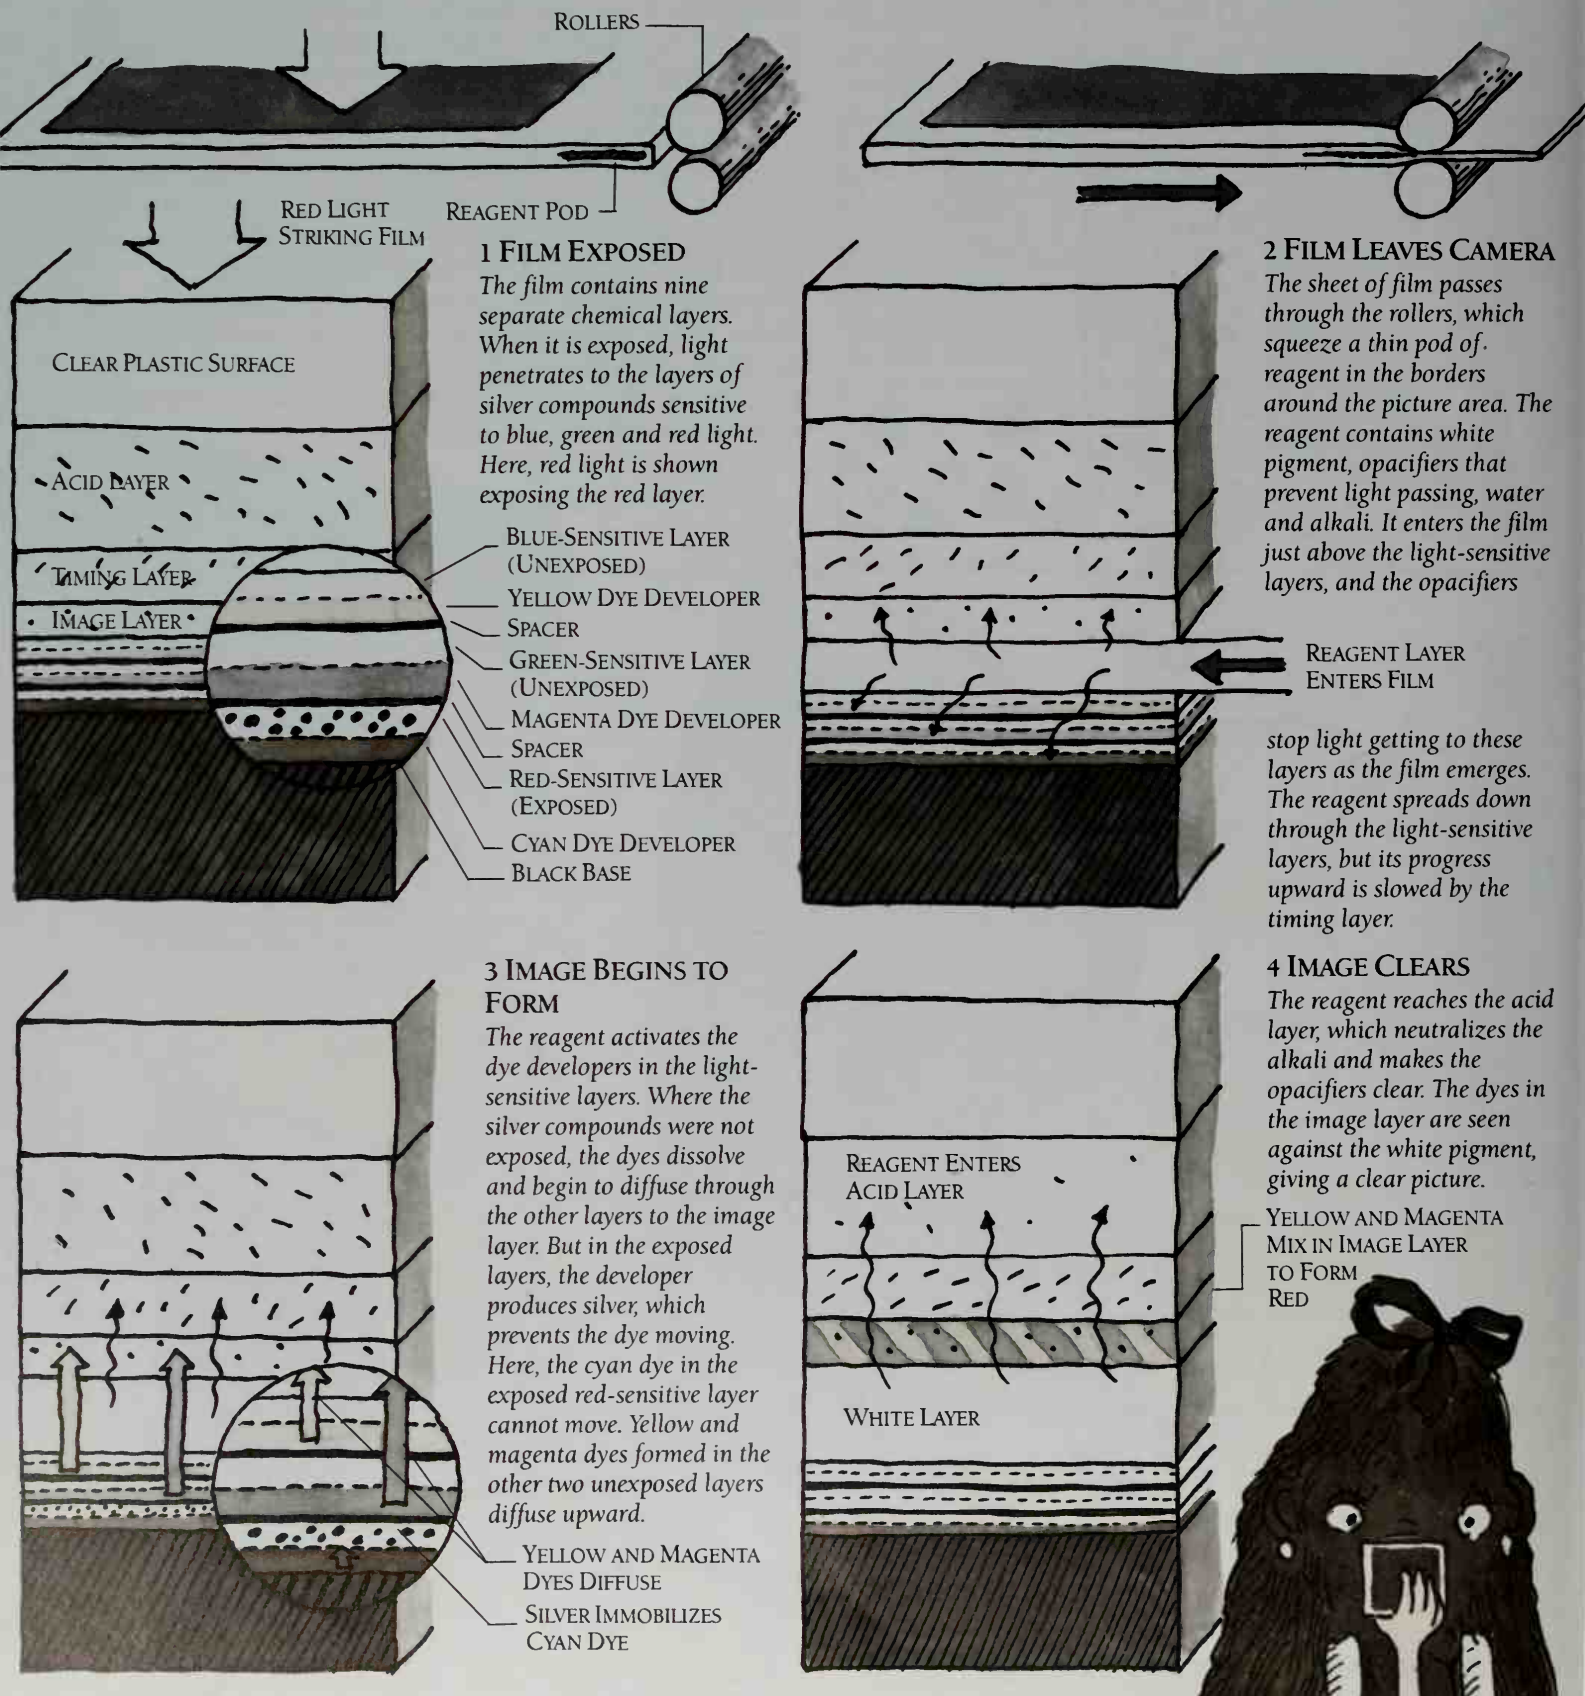 ROLLERS
REAGENT POD
RED LIGHT
STRIKING FILM
1 FILM EXPOSED
The film contains nine
separate chemical layers.
When it is exposed, light
penetrates to the layers of
silver compounds sensitive
to blue, green and red light.
Here, red light is shown
exposing the red layer.
CLEAR PLASTIC SURFACE
ACID LAYER
TIMING LAYER
IMAGE LAYER
BLUE-SENSITIVE LAYER
(UNEXPOSED)
YELLOW DYE DEVELOPER
SPACER
GREEN-SENSITIVE LAYER
(UNEXPOSED)
MAGENTA DYE DEVELOPER
SPACER
RED-SENSITIVE LAYER
(EXPOSED)
CYAN DYE DEVELOPER
BLACK BASE
2 FILM LEAVES CAMERA
The sheet of film passes
through the rollers, which
squeeze a thin pod of
reagent in the borders
around the picture area. The
reagent contains white
pigment, opacifiers that
prevent light passing, water
and alkali. It enters the film
just above the light-sensitive
layers, and the opacifiers
REAGENT LAYER
ENTERS FILM
stop light getting to these
layers as the film emerges.
The reagent spreads down
through the light-sensitive
layers, but its progress
upward is slowed by the
timing layer.
3 IMAGE BEGINS TO
FORM
The reagent activates the
dye developers in the light-
sensitive layers. Where the
silver compounds were not
exposed, the dyes dissolve
and begin to diffuse through
the other layers to the image
layer. But in the exposed
layers, the developer
produces silver, which
prevents the dye moving.
Here, the cyan dye in the
exposed red-sensitive layer
cannot move. Yellow and
magenta dyes formed in the
other two unexposed layers
diffuse upward.
YELLOW AND MAGENTA
DYES DIFFUSE
SILVER IMMOBILIZES
CYAN DYE
4 IMAGE CLEARS
The reagent reaches the acid
layer, which neutralizes the
alkali and makes the
opacifiers clear. The dyes in
the image layer are seen
against the white pigment,
giving a clear picture.
REAGENT ENTERS
ACID LAYER
YELLOW AND MAGENTA
MIX IN IMAGE LAYER
TO FORM
RED
WHITE LAYER